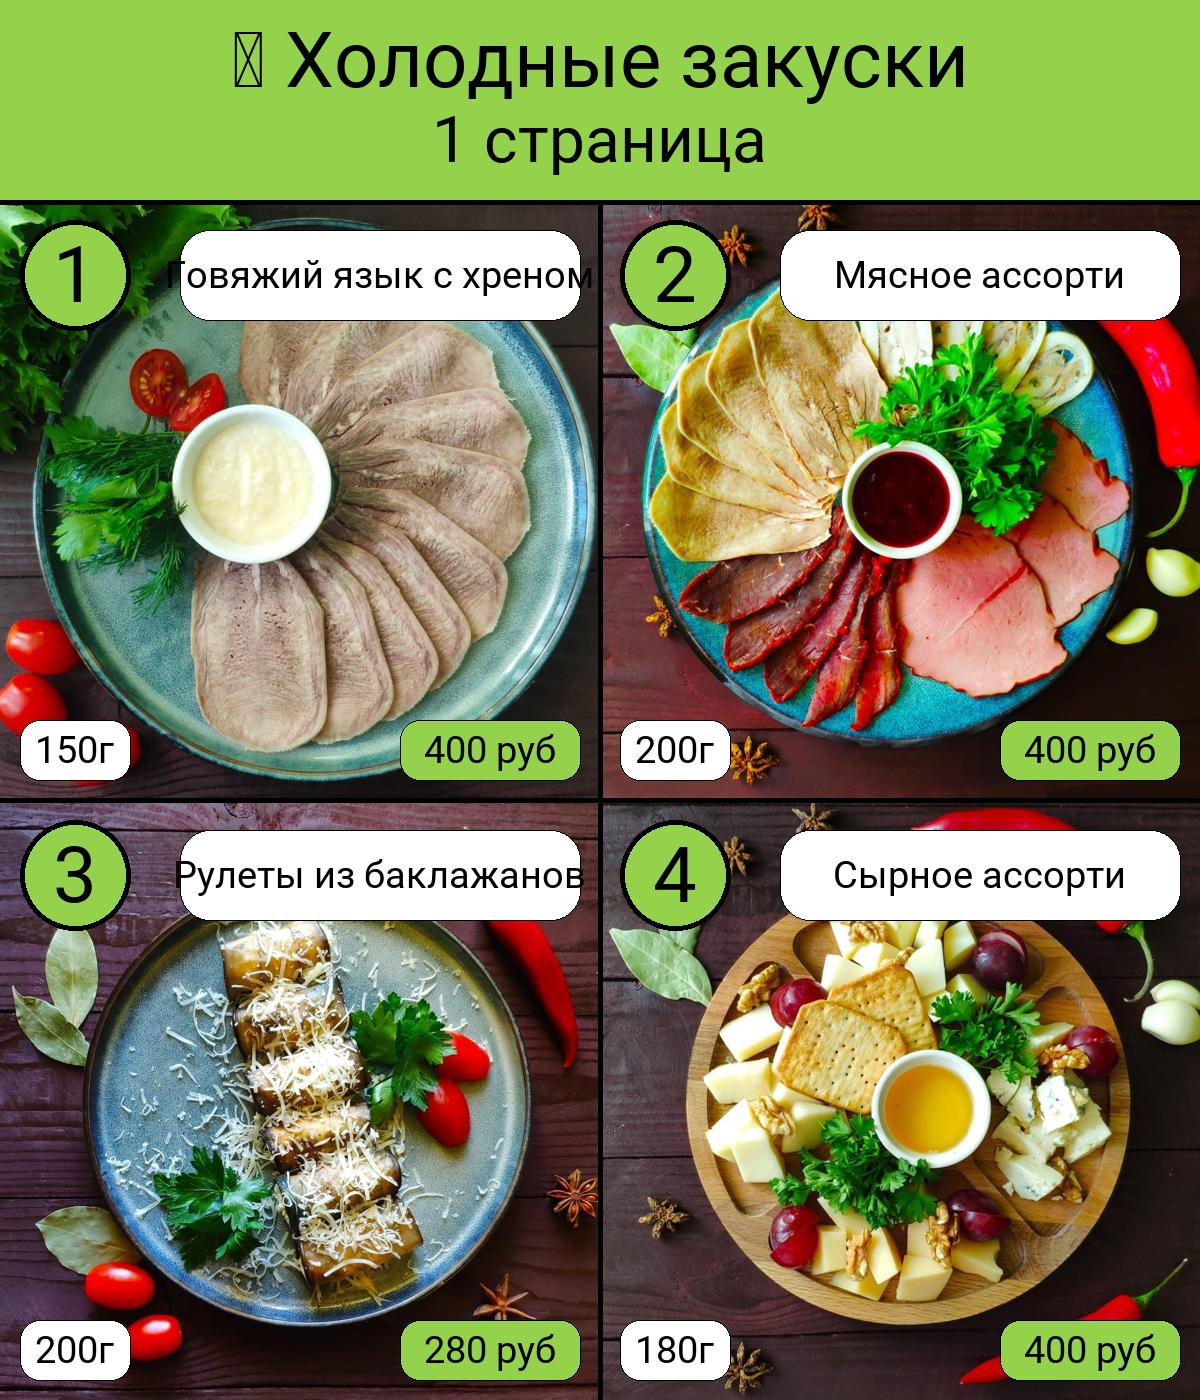 Холодные закуски
1 страница
1
Говяжий язык с хреном
2
Мясное ассорти
150г
400 руб
200г
400 руб
3
Рулеты из баклажанов
4
Сырное ассорти
200г
280 руб
180г
400 руб